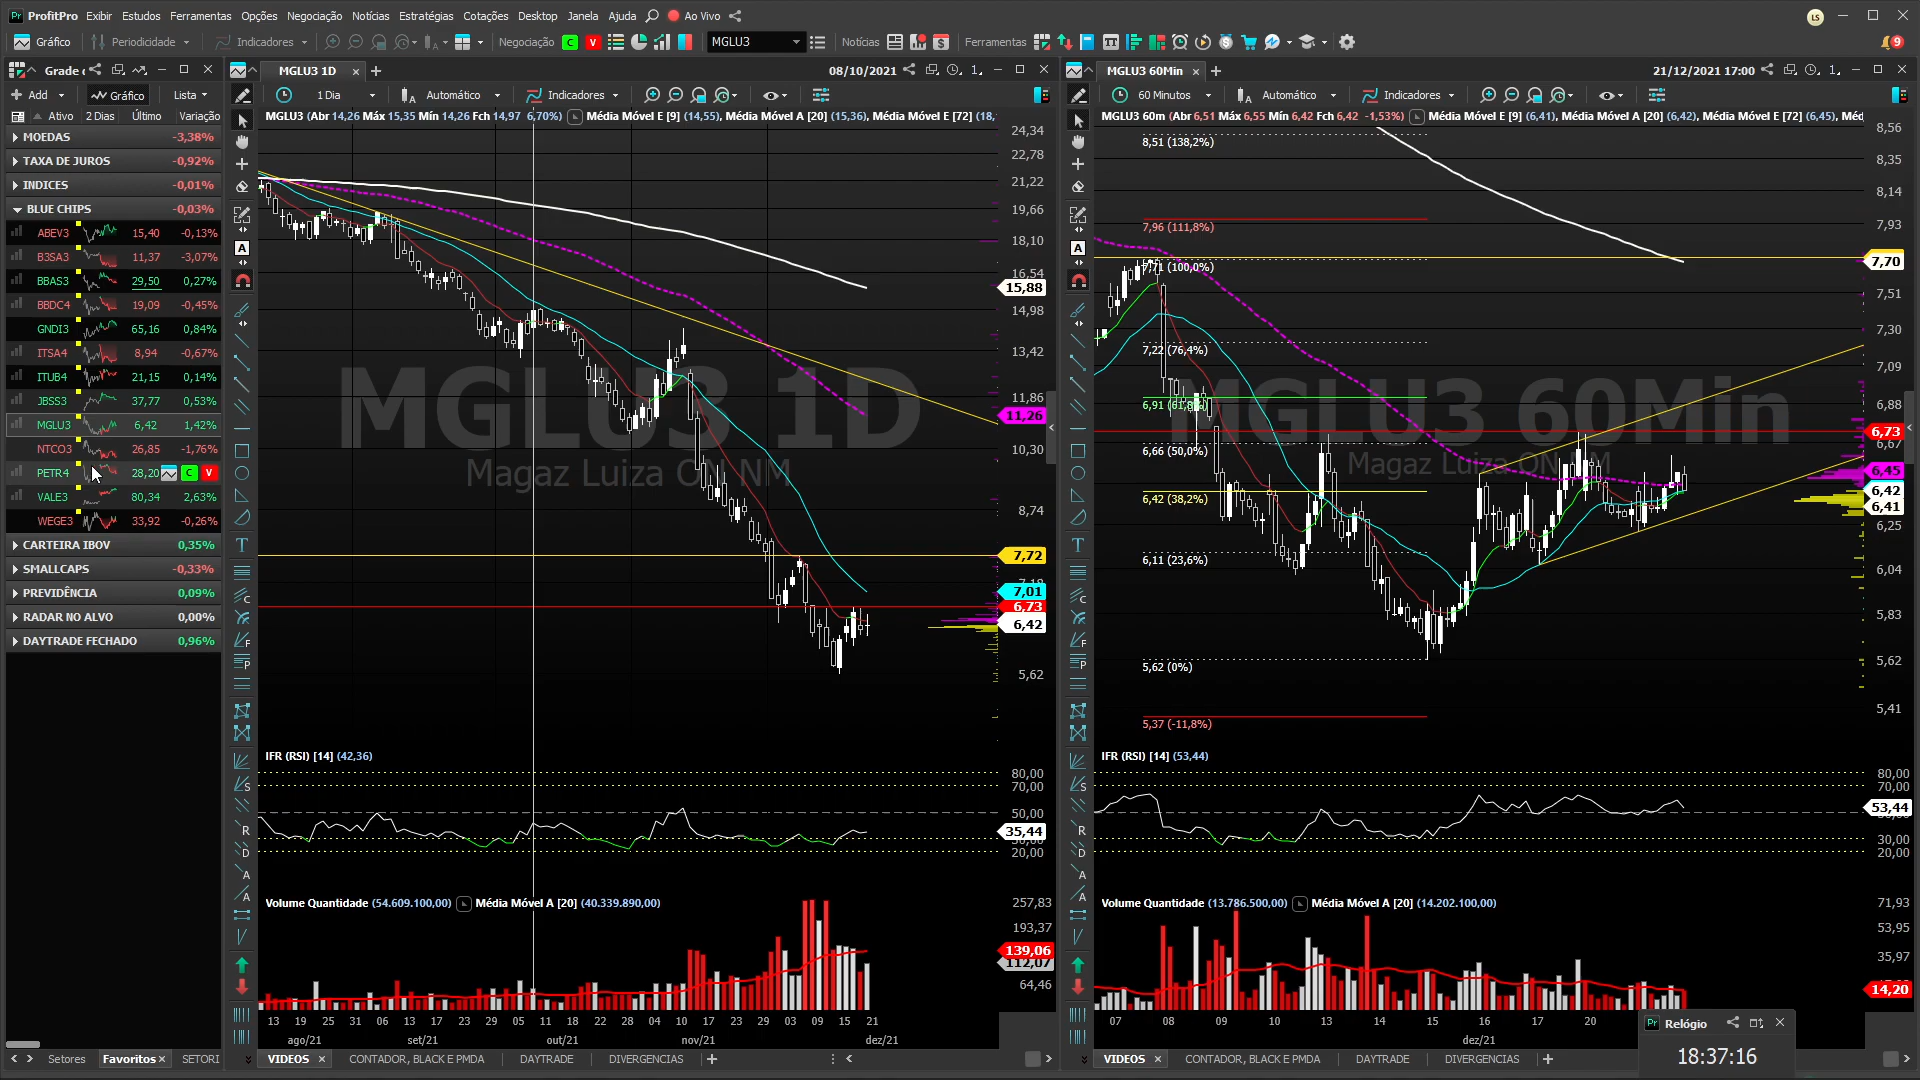 ProfitPro Exibir Estudos Ferramentas Opções Negociação Notícias Estratégias Cotações Desktop Janela Ajuda Ao Vivo LS
Gráfico Periodicidade Indicadores Negociação C V MGLU3 Notícias Ferramentas 9
Grade
Add Gráfico Lista
Ativo 2 Dias Último Variação
MOEDAS -3,38%
TAXA DE JUROS -0,92%
INDICES -0,01%
BLUE CHIPS -0,03%
ABEV3 15,40 -0,13%
B3SA3 11,37 -3,07%
BBAS3 29,50 0,27%
BBDC4 19,09 -0,45%
GNDI3 65,16 0,84%
ITSA4 8,94 -0,67%
ITUB4 21,15 0,14%
JBSS3 37,77 0,53%
MGLU3 6,42 1,42%
NTCO3 26,85 -1,76%
PETR4 28,20 C V
VALE3 80,34 2,63%
WEGE3 33,92 -0,26%
CARTEIRA IBOV 0,35%
SMALLCAPS -0,33%
PREVIDÊNCIA 0,09%
RADAR NO ALVO 0,00%
DAYTRADE FECHADO 0,96%
Setores Favoritos SETORI
MGLU3 1D 08/10/2021 1
1 Dia Automático Indicadores
MGLU3 (Abr 14,26 Máx 15,35 Mín 14,26 Fch 14,97 6,70%) Média Móvel E [9] (14,55), Média Móvel A [20] (15,36), Média Móvel E [72] (18,
24,34
22,78
21,22
19,66
18,10
16,54
15,88
14,98
13,42
11,86
11,26
10,30
8,74
7,72
7,18
7,01
6,73
6,42
5,62
MGLU3 1D
Magaz Luiza ON NM
IFR (RSI) [14] (42,36)
80,00
70,00
50,00
35,44
30,00
20,00
Volume Quantidade (54.609.100,00) Média Móvel A [20] (40.339.890,00)
257,83
193,37
139,06
112,07
64,46
13 19 25 31 06 13 17 23 29 05 11 18 22 28 04 10 17 23 29 03 09 15 21
ago/21 set/21 out/21 nov/21 dez/21
VIDEOS CONTADOR, BLACK E PMDA DAYTRADE DIVERGENCIAS
MGLU3 60Min 21/12/2021 17:00 1
60 Minutos Automático Indicadores
MGLU3 60m (Abr 6,51 Máx 6,55 Mín 6,42 Fch 6,42 -1,53%) Média Móvel E [9] (6,41), Média Móvel A [20] (6,42), Média Móvel E [72] (6,45), Méd
8,51 (138,2%)
7,96 (111,8%)
7,71 (100,0%)
7,22 (76,4%)
6,91 (61,8%)
6,66 (50,0%)
6,42 (38,2%)
6,11 (23,6%)
5,62 (0%)
5,37 (-11,8%)
8,56
8,35
8,14
7,93
7,70
7,51
7,30
7,09
6,88
6,73
6,67
6,45
6,42
6,41
6,25
6,04
5,83
5,62
5,41
MGLU3 60Min
Magaz Luiza ON NM
IFR (RSI) [14] (53,44)
80,00
70,00
53,44
30,00
20,00
Volume Quantidade (13.786.500,00) Média Móvel A [20] (14.202.100,00)
71,93
53,95
35,97
14,20
07 08 09 10 13 14 15 16 17 20
dez/21
VIDEOS CONTADOR, BLACK E PMDA DAYTRADE DIVERGENCIAS
Relógio
18:37:16